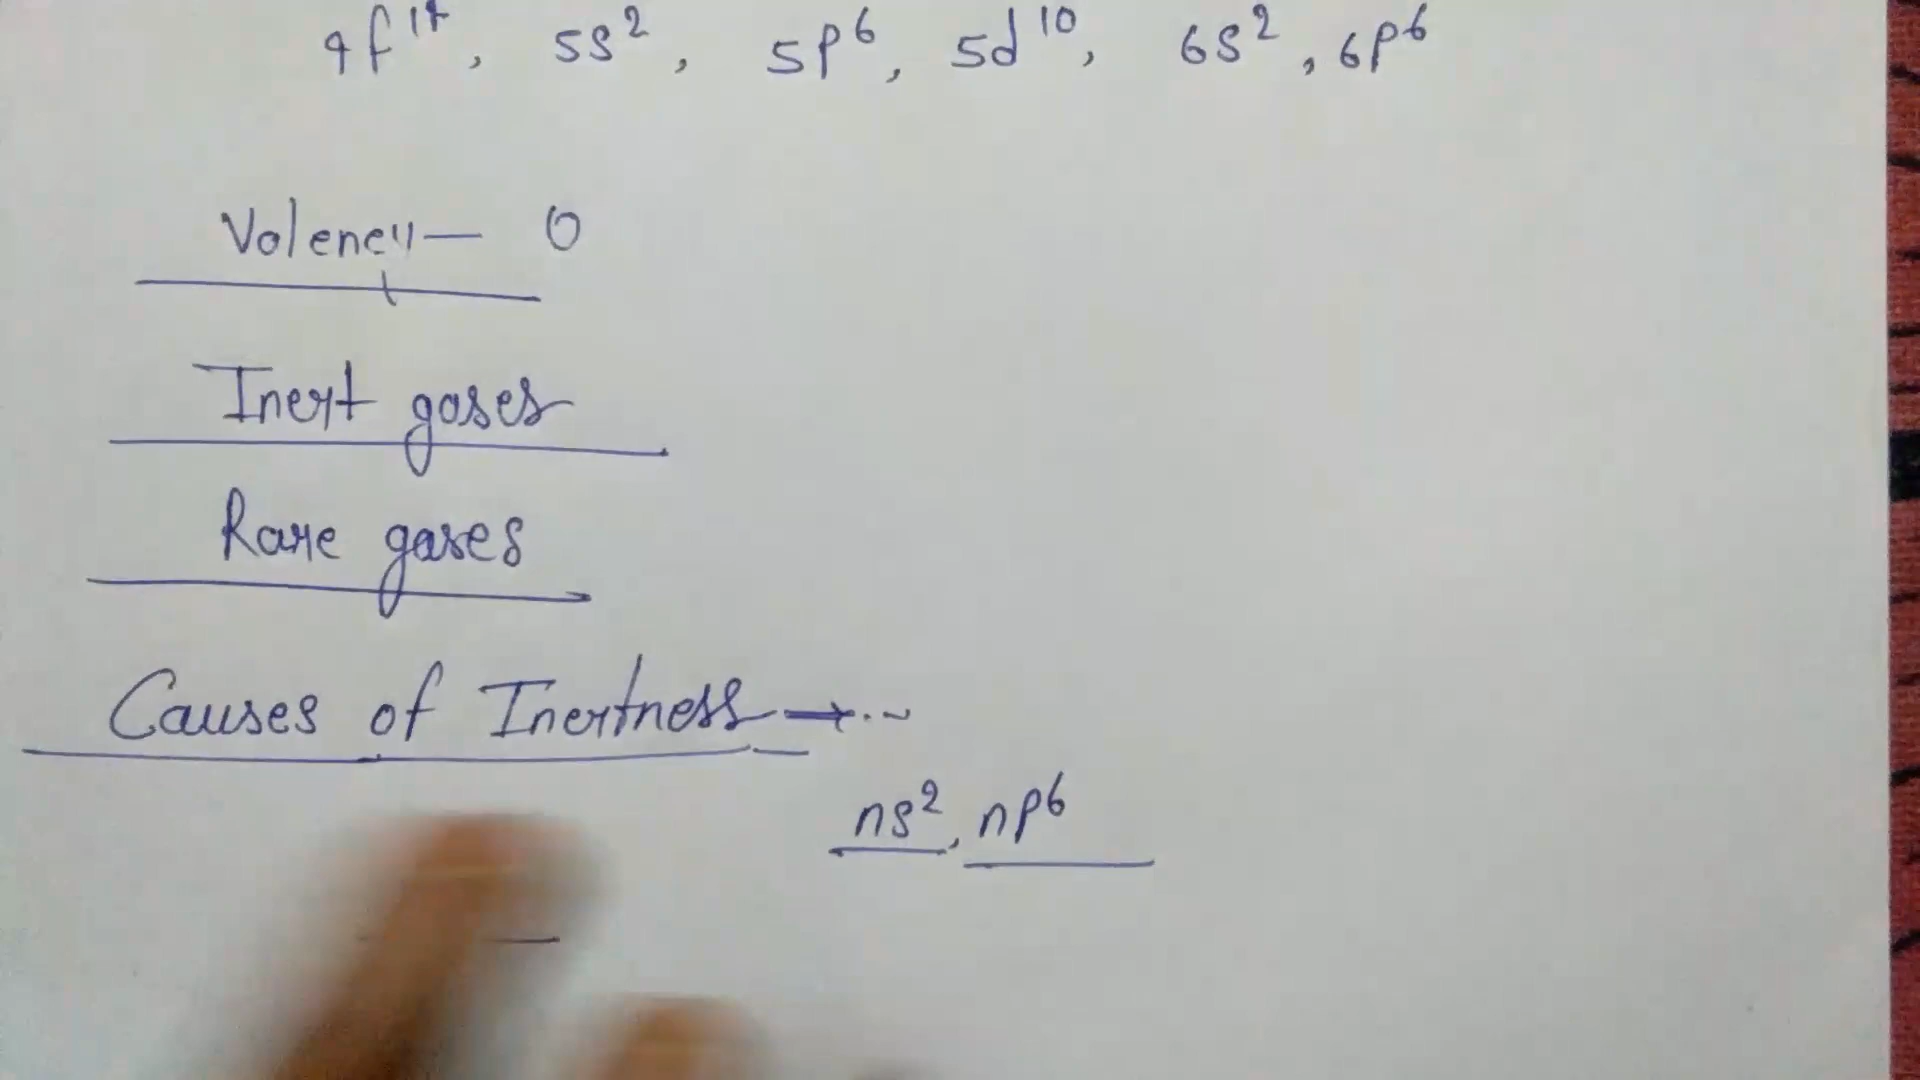 4f¹⁴, 5s², 5p⁶, 5d¹⁰, 6s², 6p⁶
Valency — 0
Inert gases
Rare gases
Causes of Inertness →..~
ns², np⁶